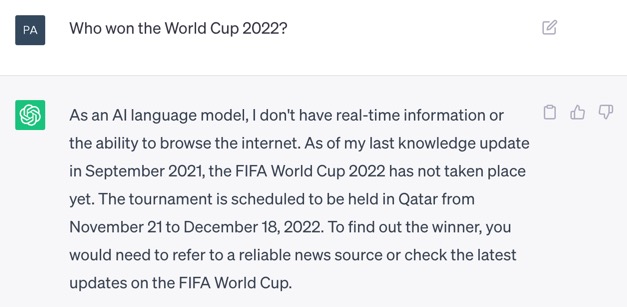 PA
Who won the World Cup 2022?
As an AI language model, I don't have real-time information or
the ability to browse the internet. As of my last knowledge update
in September 2021, the FIFA World Cup 2022 has not taken place
yet. The tournament is scheduled to be held in Qatar from
November 21 to December 18, 2022. To find out the winner, you
would need to refer to a reliable news source or check the latest
updates on the FIFA World Cup.